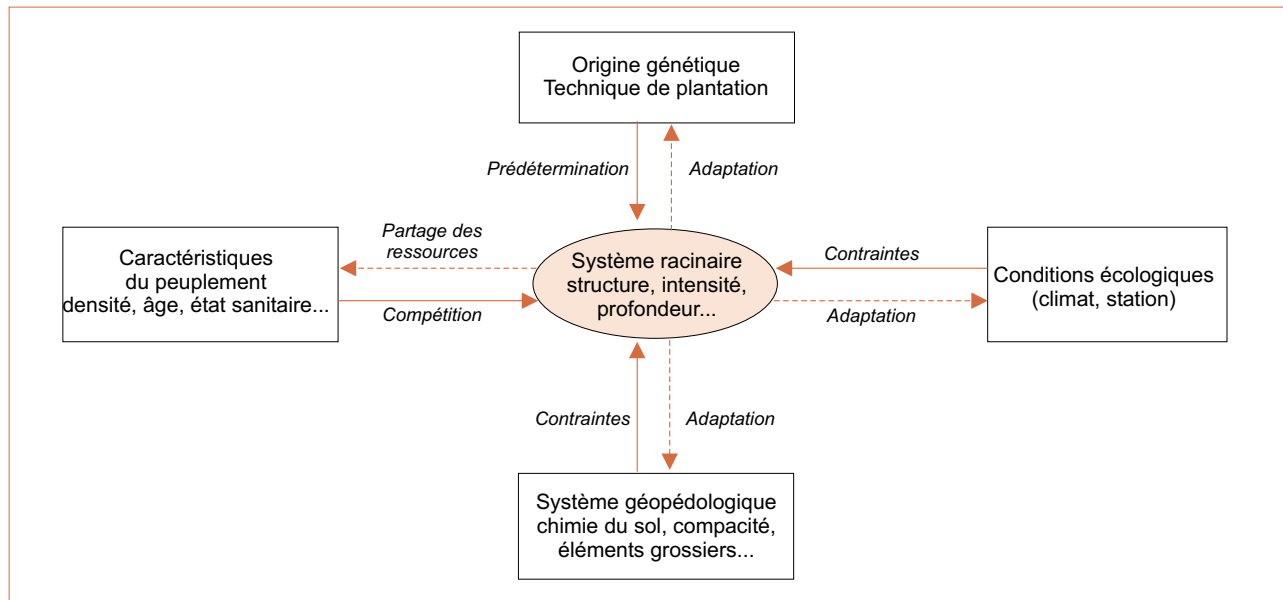 Origine génétique
Technique de plantation
Prédétermination
Adaptation
Partage des
ressources
Caractéristiques
du peuplement
densité, âge, état sanitaire...
Compétition
Système racinaire
structure, intensité,
profondeur...
Contraintes
Adaptation
Conditions écologiques
(climat, station)
Contraintes
Adaptation
Système géopédologique
chimie du sol, compacité,
éléments grossiers...